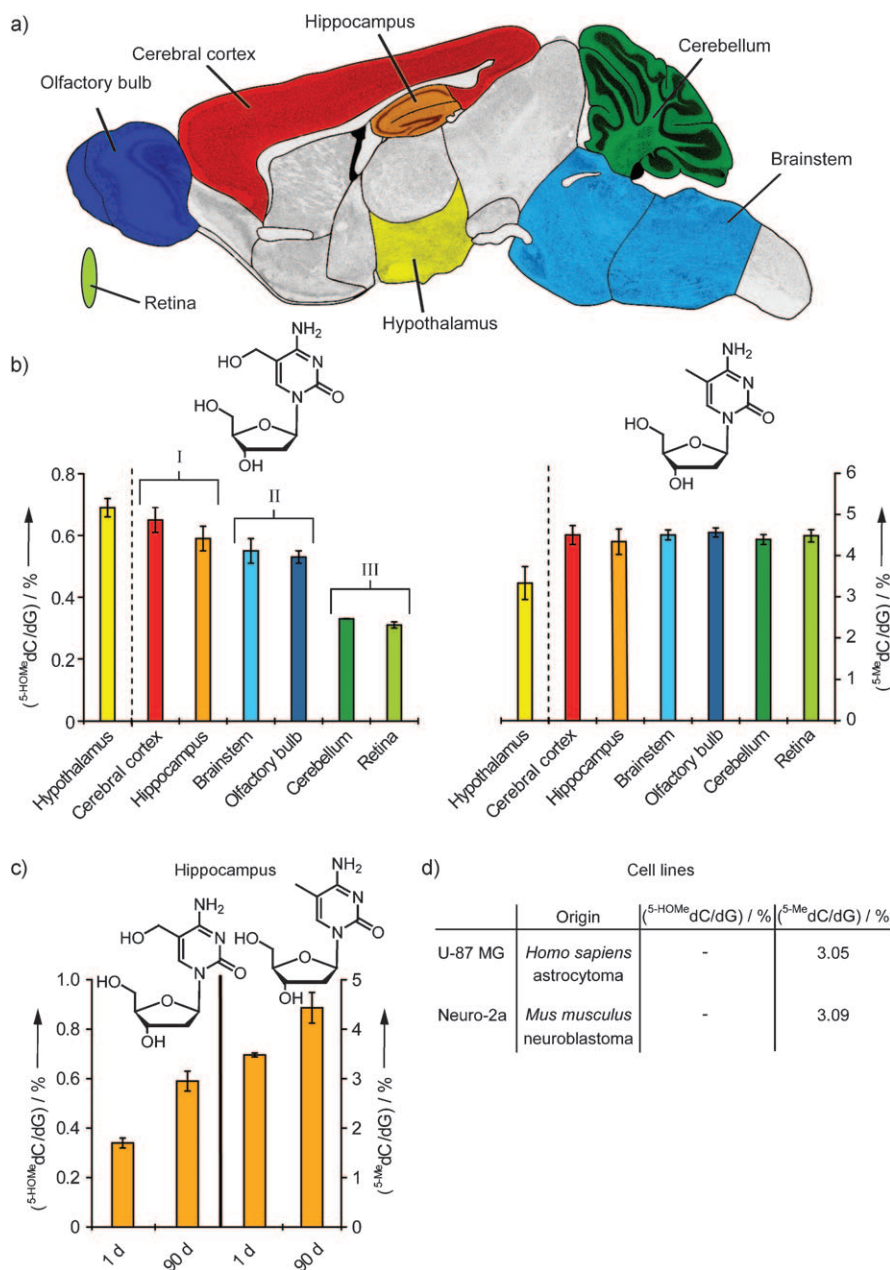 a)
Hippocampus
Cerebral cortex
Cerebellum
Olfactory bulb
Brainstem
Retina
Hypothalamus
b)
NH₂
HO
N
N
O
HO
O
OH
NH₂
N
N
O
HO
O
OH
(⁵⁻ᴴᴼᴹᵉdC/dG) / %
0.8
0.6
0.4
0.2
0
I
II
III
Hypothalamus
Cerebral cortex
Hippocampus
Brainstem
Olfactory bulb
Cerebellum
Retina
6
5
4
3
2
1
0
(⁵⁻ᴹᵉdC/dG) / %
Hypothalamus
Cerebral cortex
Hippocampus
Brainstem
Olfactory bulb
Cerebellum
Retina
c)
Hippocampus
NH₂
HO
N
N
O
HO
O
OH
NH₂
N
N
O
HO
O
OH
(⁵⁻ᴴᴼᴹᵉdC/dG) / %
1.0
0.8
0.6
0.4
0.2
0
5
4
3
2
1
0
(⁵⁻ᴹᵉdC/dG) / %
1 d
90 d
1 d
90 d
d)
Cell lines
Origin (⁵⁻ᴴᴼᴹᵉdC/dG) / % (⁵⁻ᴹᵉdC/dG) / %
U-87 MG Homo sapiens - 3.05
astrocytoma
Neuro-2a Mus musculus - 3.09
neuroblastoma